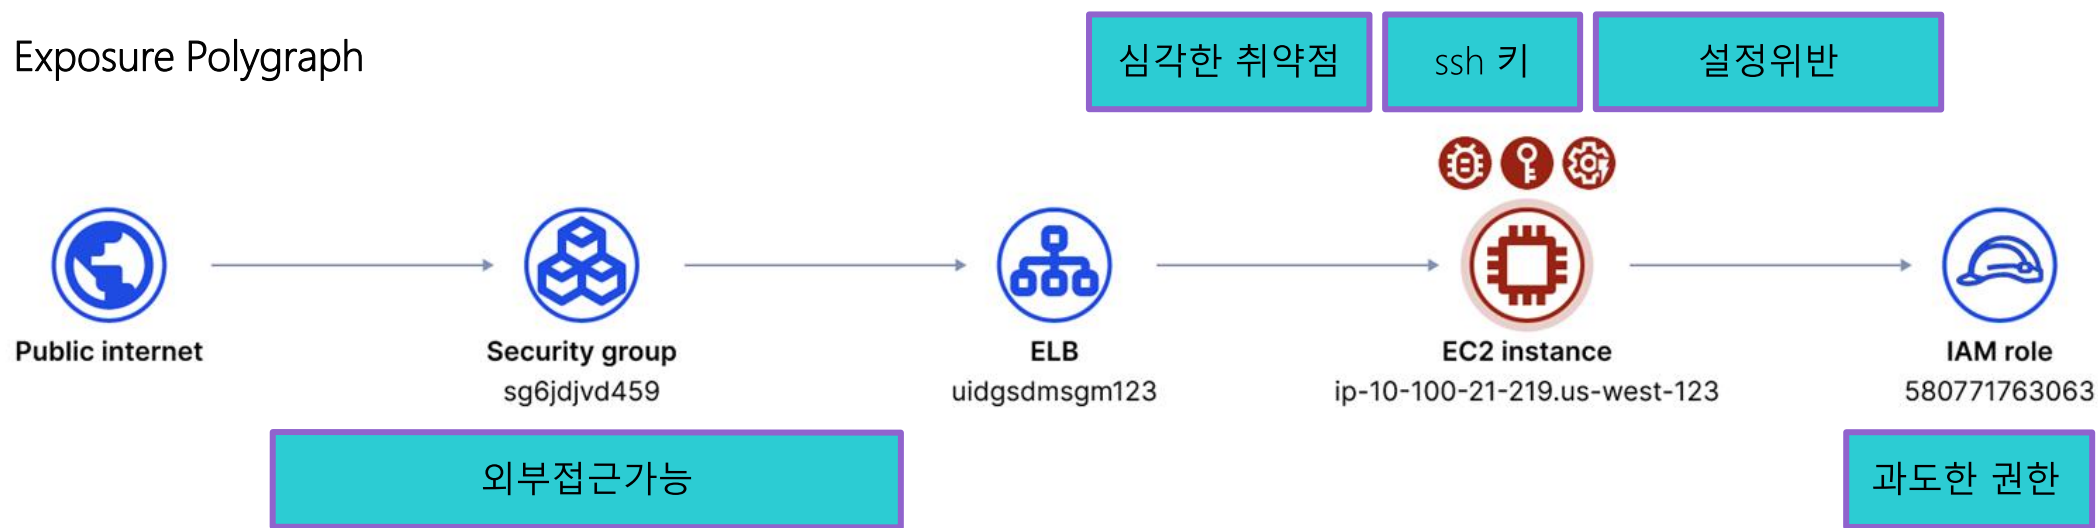 Exposure Polygraph
심각한 취약점
ssh 키
설정위반
Public internet
Security group
sg6jdjvd459
ELB
uidgsdmsgm123
EC2 instance
ip-10-100-21-219.us-west-123
IAM role
580771763063
외부접근가능
과도한 권한